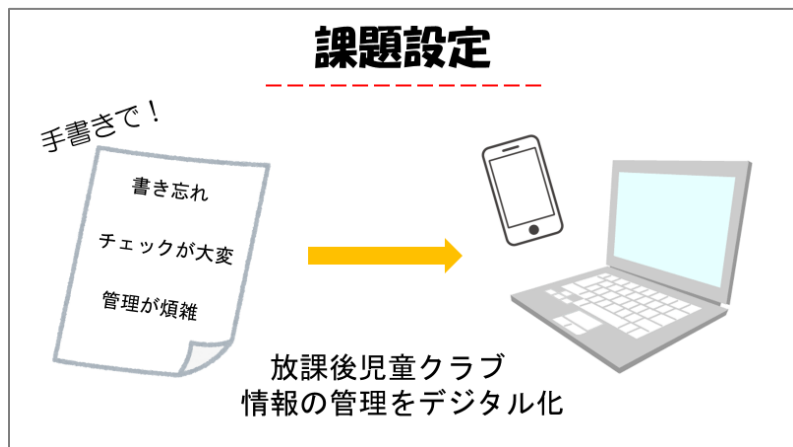 課題設定
手書きで！
書き忘れ
チェックが大変
管理が煩雑
放課後児童クラブ
情報の管理をデジタル化